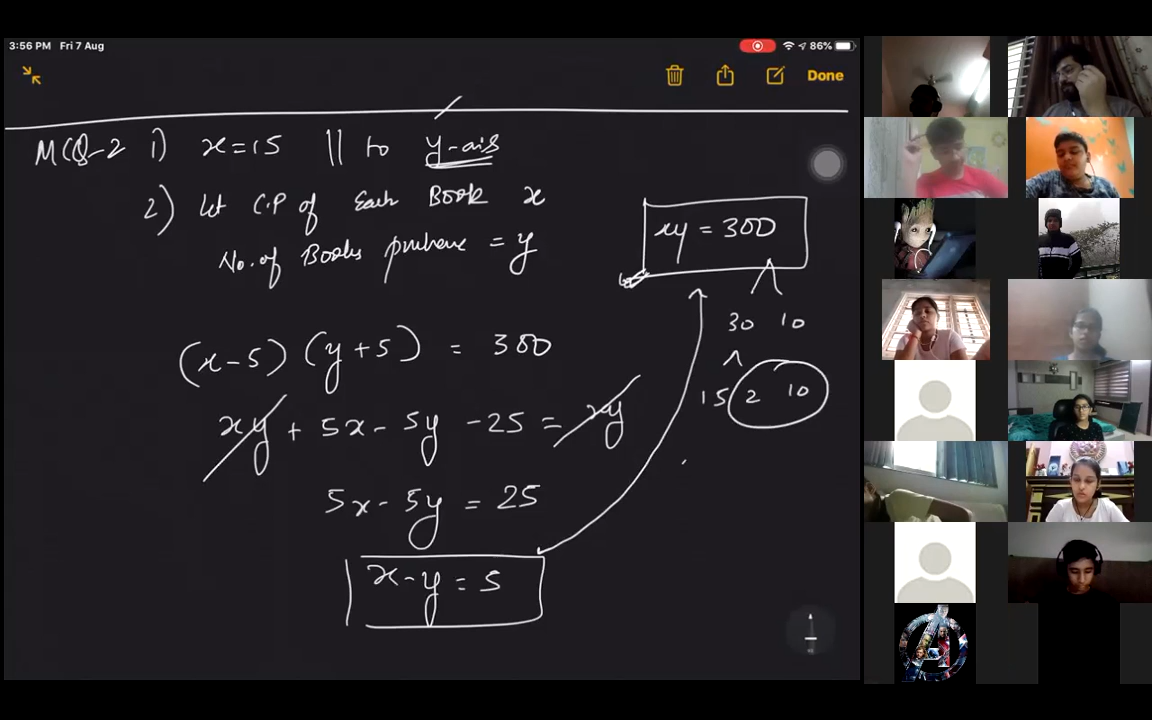 3:56 PM Fri 7 Aug
86%
Done
MCQ-2 1) x=15 || to y-axis
2) Let C.P of Each Book x
No. of Books purchase = y
xy = 300
30 10
15 2 10
(x-5) (y+5) = 300
xy + 5x - 5y - 25 = xy
5x - 5y = 25
x - y = 5